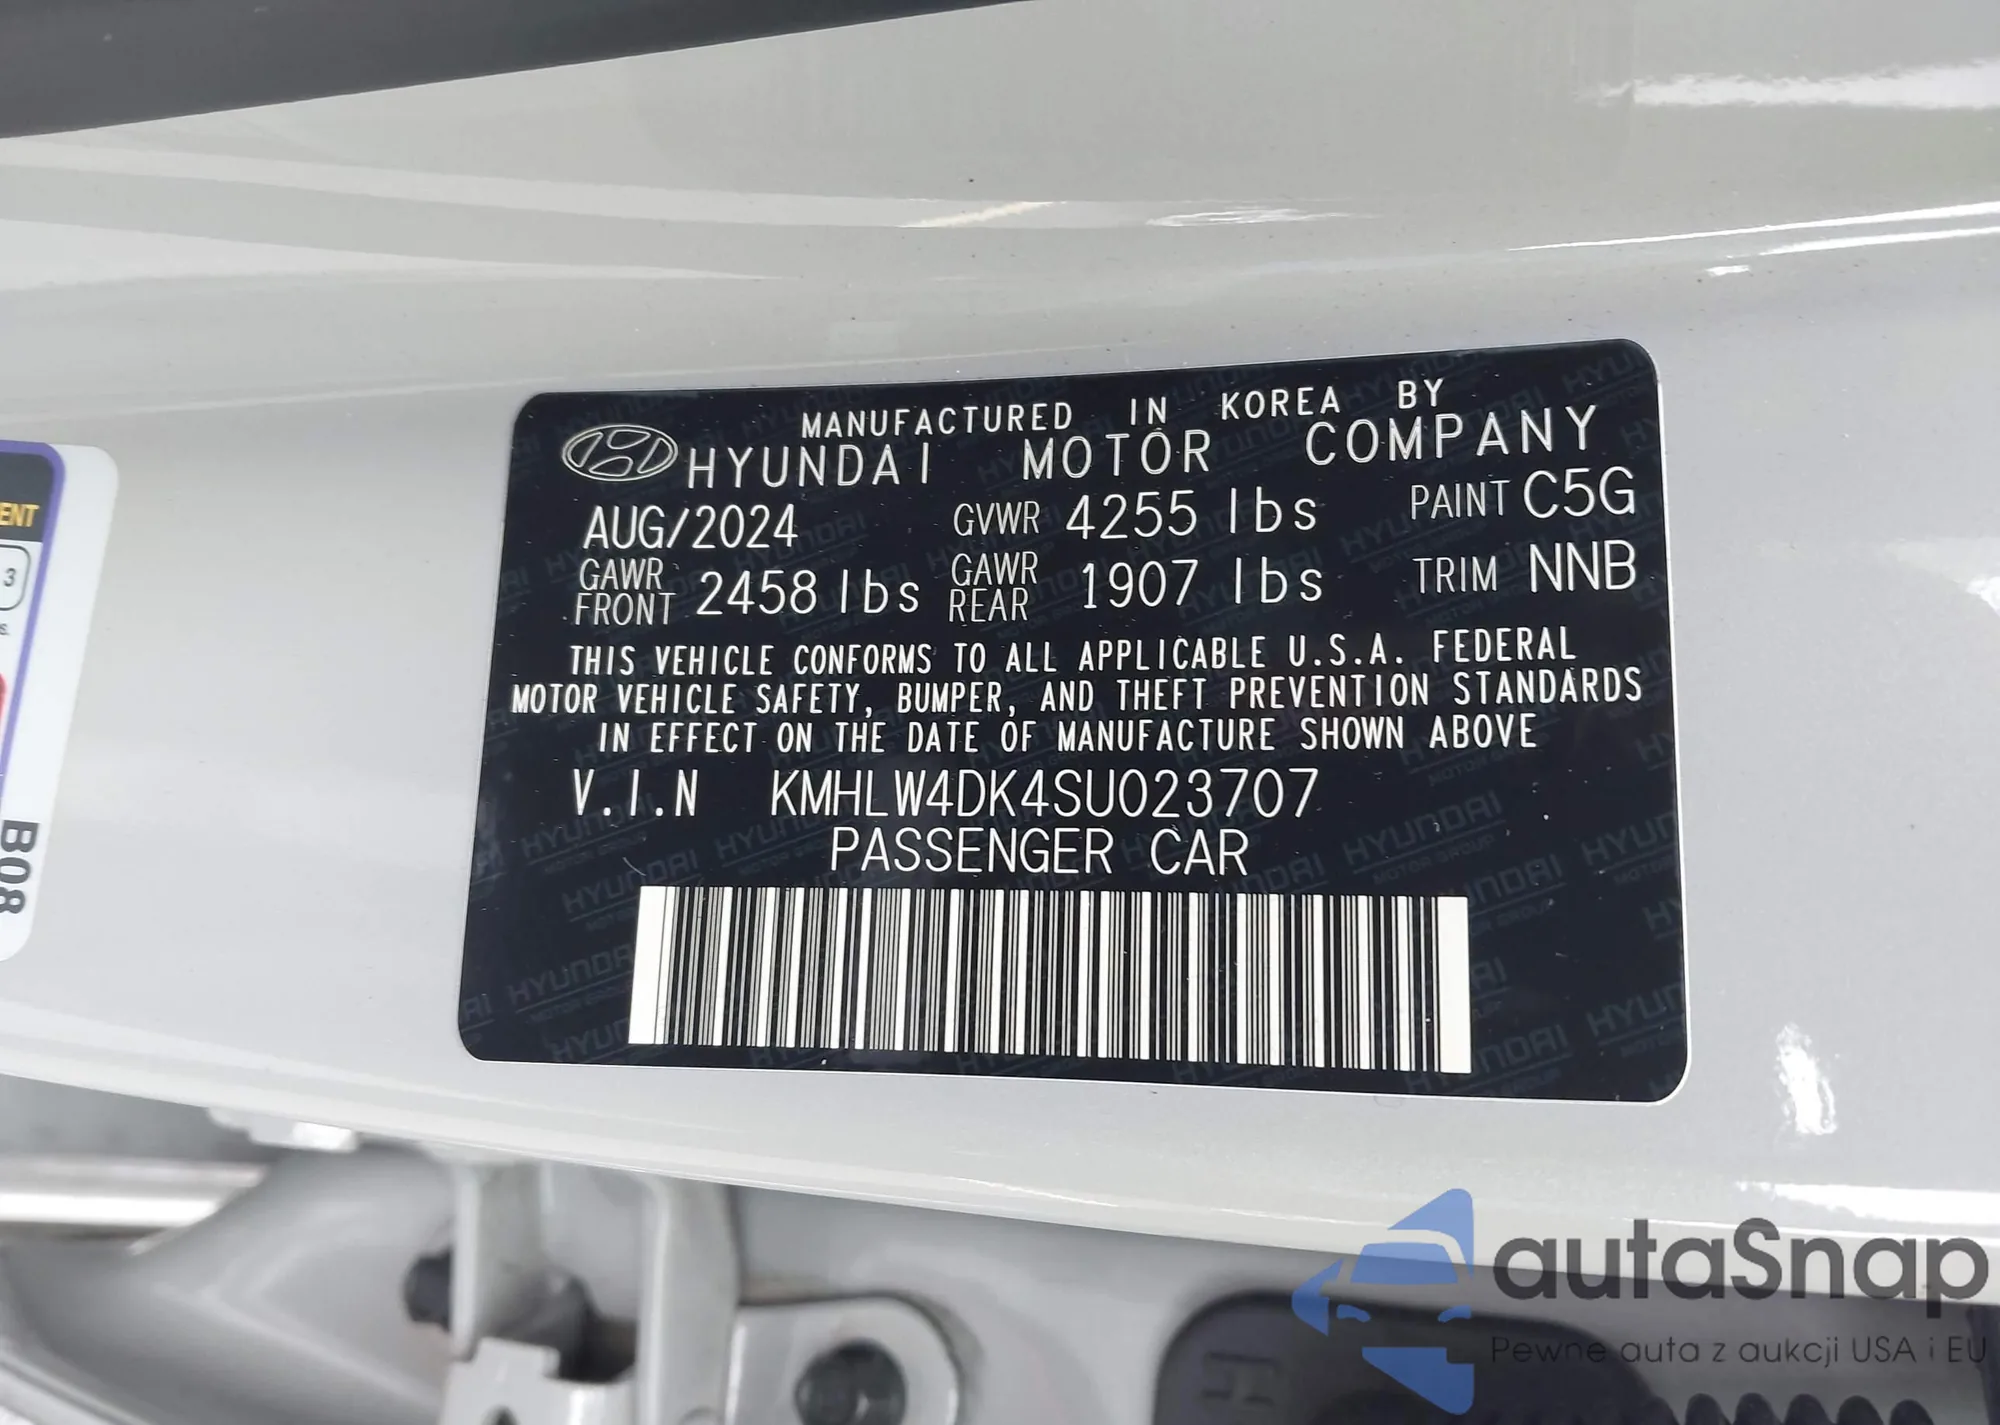 MANUFACTURED IN KOREA BY
HYUNDAI MOTOR COMPANY
AUG/2024 GVWR 4255 lbs PAINT C5G
GAWR FRONT 2458 lbs GAWR REAR 1907 lbs TRIM NNB
THIS VEHICLE CONFORMS TO ALL APPLICABLE U.S.A. FEDERAL
MOTOR VEHICLE SAFETY, BUMPER, AND THEFT PREVENTION STANDARDS
IN EFFECT ON THE DATE OF MANUFACTURE SHOWN ABOVE
V.I.N KMHLW4DK4SU023707
PASSENGER CAR
3
B08
autaSnap
Pewne auta z aukcji USA i EU